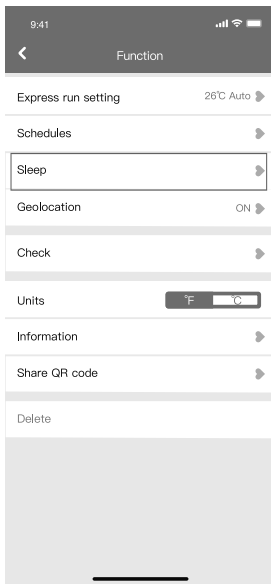 9:41
Function
Express run setting 26℃ Auto
Schedules
Sleep
Geolocation ON
Check
Units °F ℃
Information
Share QR code
Delete